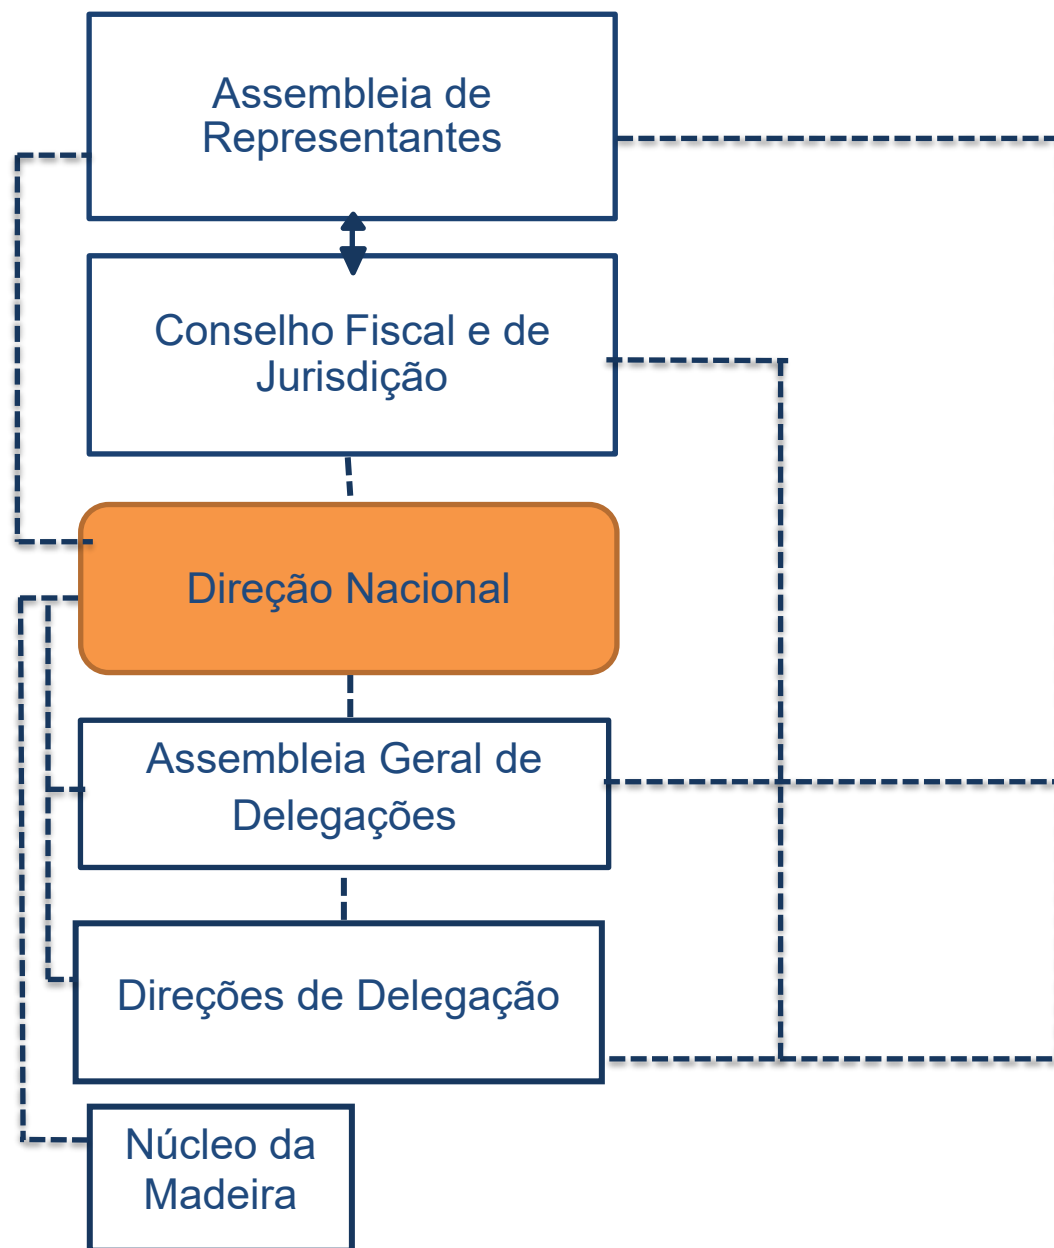 Assembleia de
Representantes
Conselho Fiscal e de
Jurisdição
Direção Nacional
Assembleia Geral de
Delegações
Direções de Delegação
Núcleo da
Madeira